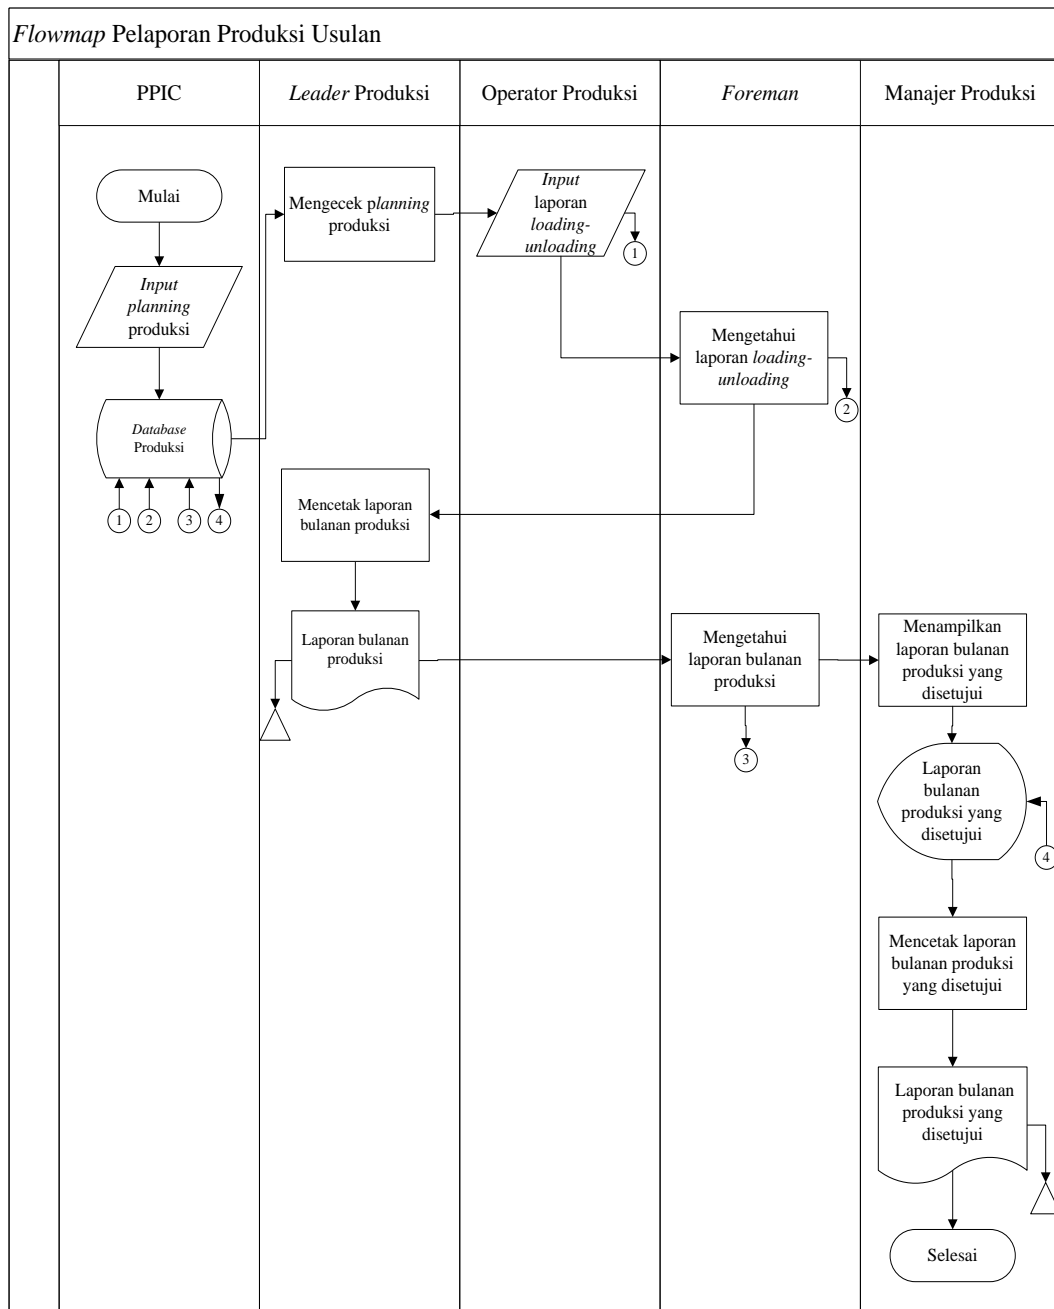 Flowmap Pelaporan Produksi Usulan
PPIC
Leader Produksi
Operator Produksi
Foreman
Manajer Produksi
Mulai
Input
planning
produksi
Database
Produksi
1
2
3
4
Mengecek planning
produksi
Input
laporan
loading-
unloading
1
Mengetahui
laporan loading-
unloading
2
Mencetak laporan
bulanan produksi
Laporan bulanan
produksi
Mengetahui
laporan bulanan
produksi
3
Menampilkan
laporan bulanan
produksi yang
disetujui
Laporan
bulanan
produksi yang
disetujui
4
Mencetak laporan
bulanan produksi
yang disetujui
Laporan bulanan
produksi yang
disetujui
Selesai